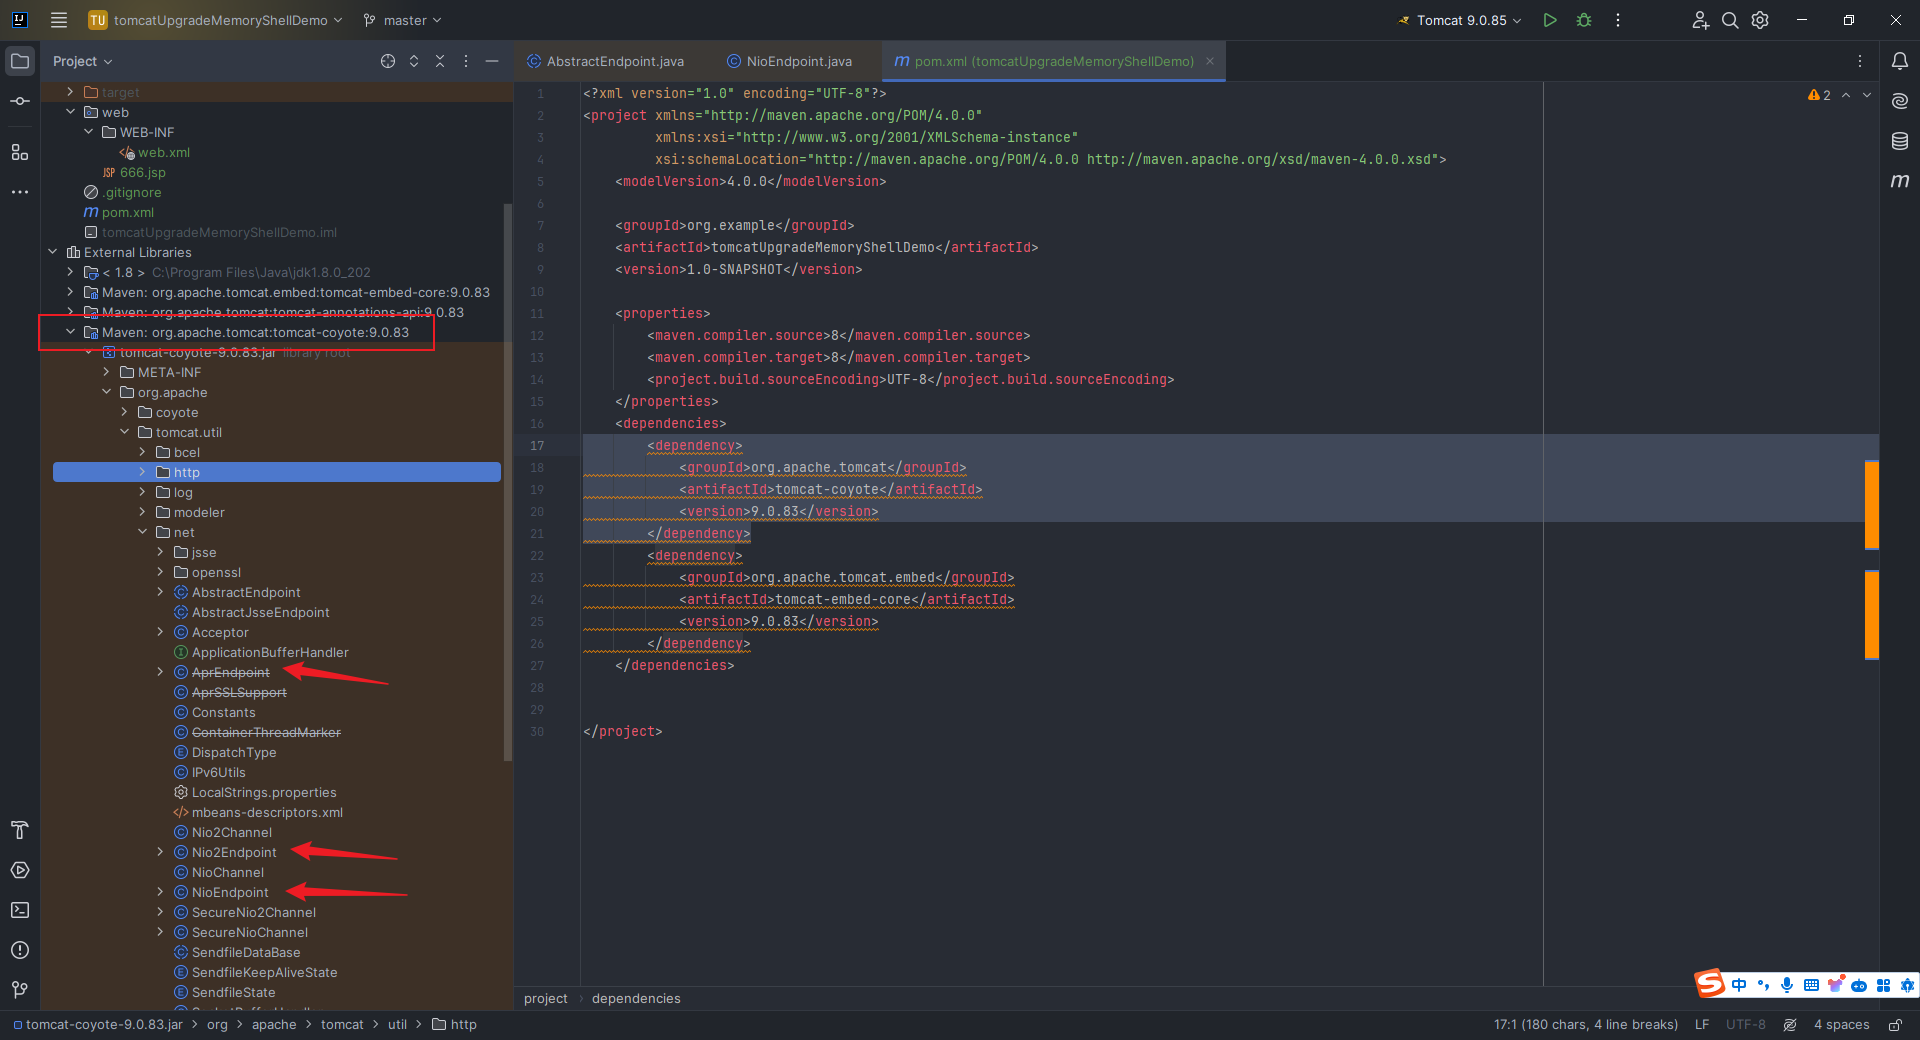 TU tomcatUpgradeMemoryShellDemo master Tomcat 9.0.85
Project
AbstractEndpoint.java NioEndpoint.java pom.xml (tomcatUpgradeMemoryShellDemo)
target
web
WEB-INF
web.xml
JSP 666.jsp
.gitignore
pom.xml
tomcatUpgradeMemoryShellDemo.iml
External Libraries
< 1.8 > C:\Program Files\Java\jdk1.8.0_202
Maven: org.apache.tomcat.embed:tomcat-embed-core:9.0.83
Maven: org.apache.tomcat:tomcat-annotations-api:9.0.83
Maven: org.apache.tomcat:tomcat-coyote:9.0.83
tomcat-coyote-9.0.83.jar library root
META-INF
org.apache
coyote
tomcat.util
bcel
http
log
modeler
net
jsse
openssl
AbstractEndpoint
AbstractJsseEndpoint
Acceptor
ApplicationBufferHandler
AprEndpoint
AprSSLSupport
Constants
ContainerThreadMarker
DispatchType
IPv6Utils
LocalStrings.properties
mbeans-descriptors.xml
Nio2Channel
Nio2Endpoint
NioChannel
NioEndpoint
SecureNio2Channel
SecureNioChannel
SendfileDataBase
SendfileKeepAliveState
SendfileState
2
1 <?xml version="1.0" encoding="UTF-8"?>
2 <project xmlns="http://maven.apache.org/POM/4.0.0"
3 xmlns:xsi="http://www.w3.org/2001/XMLSchema-instance"
4 xsi:schemaLocation="http://maven.apache.org/POM/4.0.0 http://maven.apache.org/xsd/maven-4.0.0.xsd">
5 <modelVersion>4.0.0</modelVersion>
6
7 <groupId>org.example</groupId>
8 <artifactId>tomcatUpgradeMemoryShellDemo</artifactId>
9 <version>1.0-SNAPSHOT</version>
10
11 <properties>
12 <maven.compiler.source>8</maven.compiler.source>
13 <maven.compiler.target>8</maven.compiler.target>
14 <project.build.sourceEncoding>UTF-8</project.build.sourceEncoding>
15 </properties>
16 <dependencies>
17 <dependency>
18 <groupId>org.apache.tomcat</groupId>
19 <artifactId>tomcat-coyote</artifactId>
20 <version>9.0.83</version>
21 </dependency>
22 <dependency>
23 <groupId>org.apache.tomcat.embed</groupId>
24 <artifactId>tomcat-embed-core</artifactId>
25 <version>9.0.83</version>
26 </dependency>
27 </dependencies>
28
29
30 </project>
中
project > dependencies
tomcat-coyote-9.0.83.jar > org > apache > tomcat > util > http
17:1 (180 chars, 4 line breaks) LF UTF-8 4 spaces